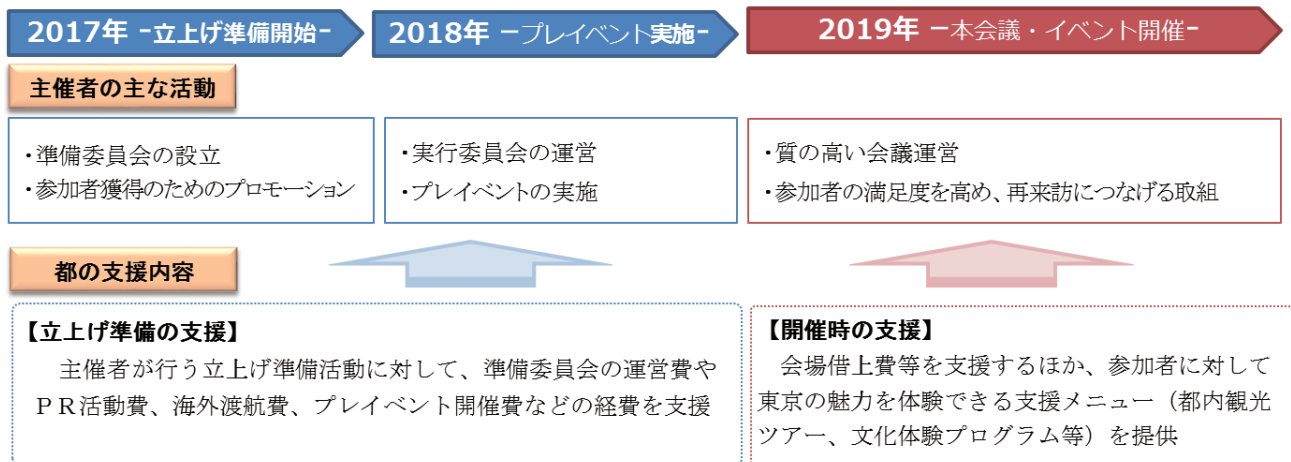 2017年 -立上げ準備開始-
2018年 －プレイベント実施-
2019年 －本会議・イベント開催-
主催者の主な活動
・準備委員会の設立
・参加者獲得のためのプロモーション
・実行委員会の運営
・プレイベントの実施
・質の高い会議運営
・参加者の満足度を高め、再来訪につなげる取組
都の支援内容
【立上げ準備の支援】
主催者が行う立上げ準備活動に対して、準備委員会の運営費や
ＰＲ活動費、海外渡航費、プレイベント開催費などの経費を支援
【開催時の支援】
会場借上費等を支援するほか、参加者に対して
東京の魅力を体験できる支援メニュー（都内観光
ツアー、文化体験プログラム等）を提供